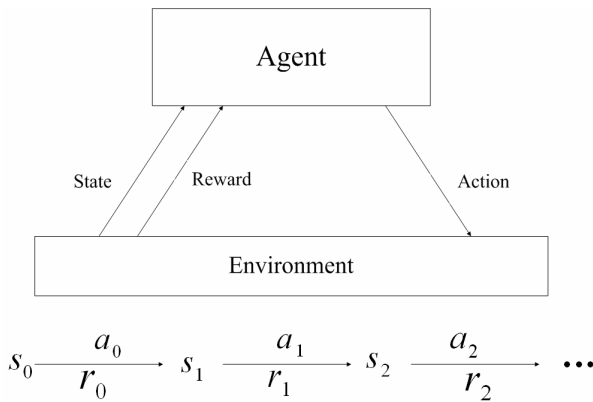 Agent
State Reward Action
Environment
s₀ a₀ r₀ s₁ a₁ r₁ s₂ a₂ r₂ •••